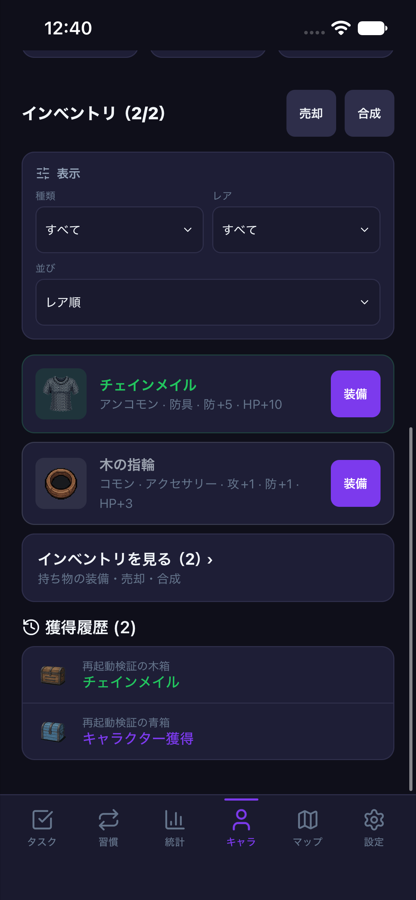 12:40
インベントリ (2/2)
売却
合成
表示
種類
レア
すべて
すべて
並び
レア順
チェインメイル
アンコモン · 防具 · 防+5 · HP+10
装備
木の指輪
コモン · アクセサリー · 攻+1 · 防+1 ·
HP+3
装備
インベントリを見る（2）›
持ち物の装備・売却・合成
獲得履歴 (2)
再起動検証の木箱
チェインメイル
再起動検証の青箱
キャラクター獲得
タスク
習慣
統計
キャラ
マップ
設定